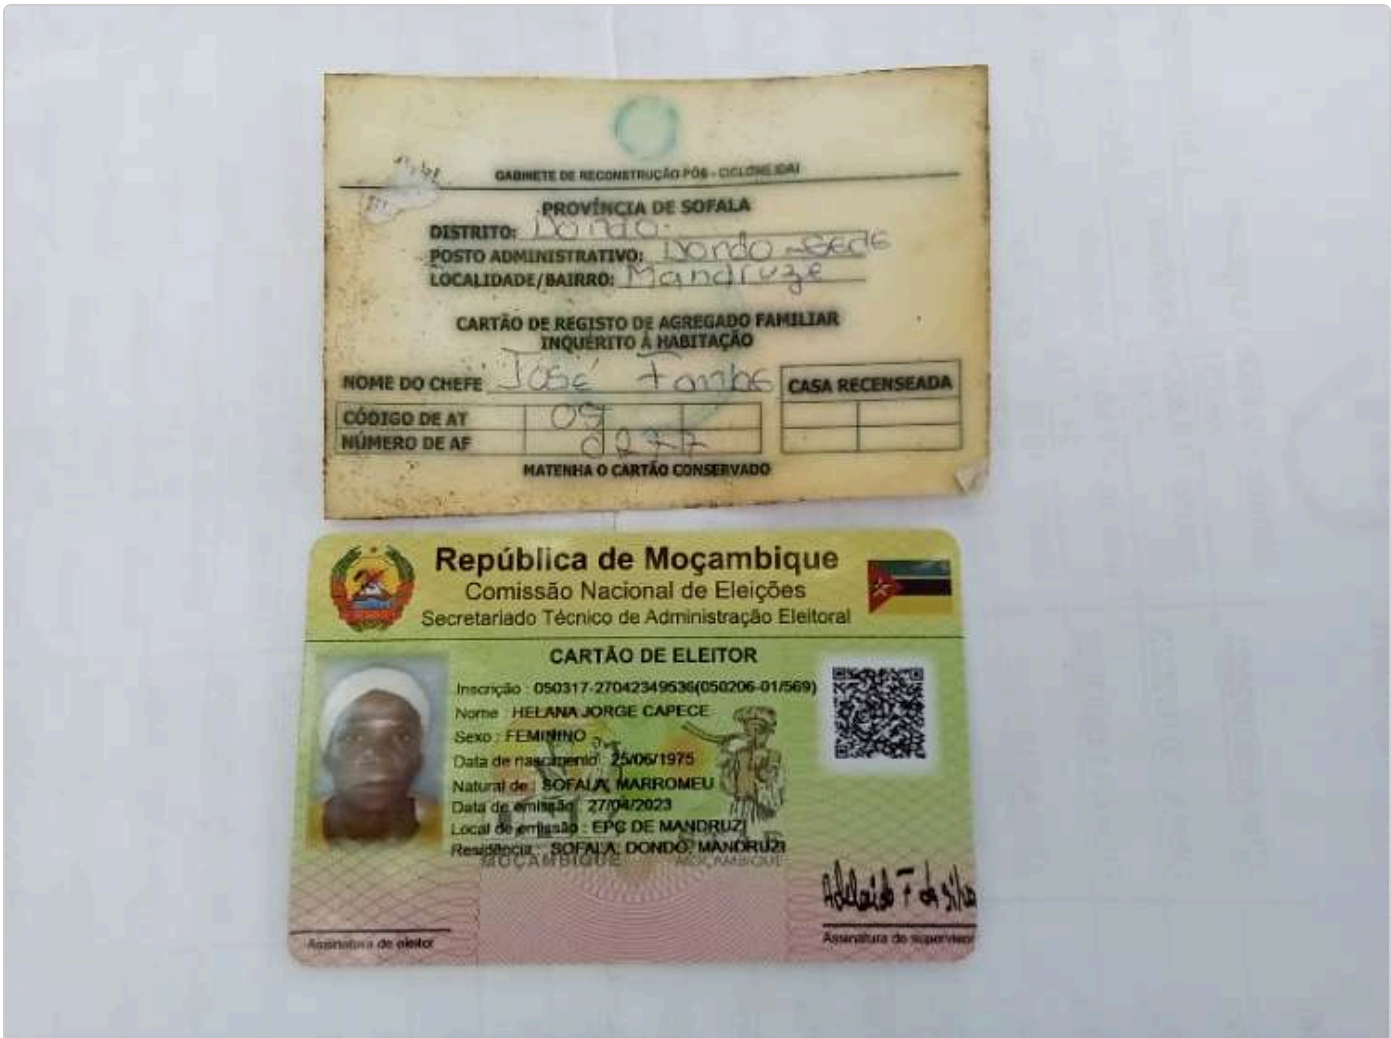 GABINETE DE RECONSTRUÇÃO PÓS - CICLONE IDAI
PROVÍNCIA DE SOFALA
DISTRITO: Dondo
POSTO ADMINISTRATIVO: Dondo - Sede
LOCALIDADE/BAIRRO: Mandruze
CARTÃO DE REGISTO DE AGREGADO FAMILIAR
INQUÉRITO À HABITAÇÃO
NOME DO CHEFE José
CASA RECENSEADA
CÓDIGO DE AT 09
NÚMERO DE AF 0277
MATENHA O CARTÃO CONSERVADO
República de Moçambique
Comissão Nacional de Eleições
Secretariado Técnico de Administração Eleitoral
CARTÃO DE ELEITOR
Inscrição : 050317-27042349536(050206-01/569)
Nome : HELANA JORGE CAPECE
Sexo : FEMININO
Data de nascimento : 25/06/1975
Natural de : SOFALA, MARROMEU
Data de emissão : 27/04/2023
Local de emissão : EPC DE MANDRUZI
Residência : SOFALA, DONDO, MANDRUZI
MOÇAMBIQUE
MOÇAMBIQUE
Adelaide F da Silva
Assinatura do eleitor
Assinatura do supervisor